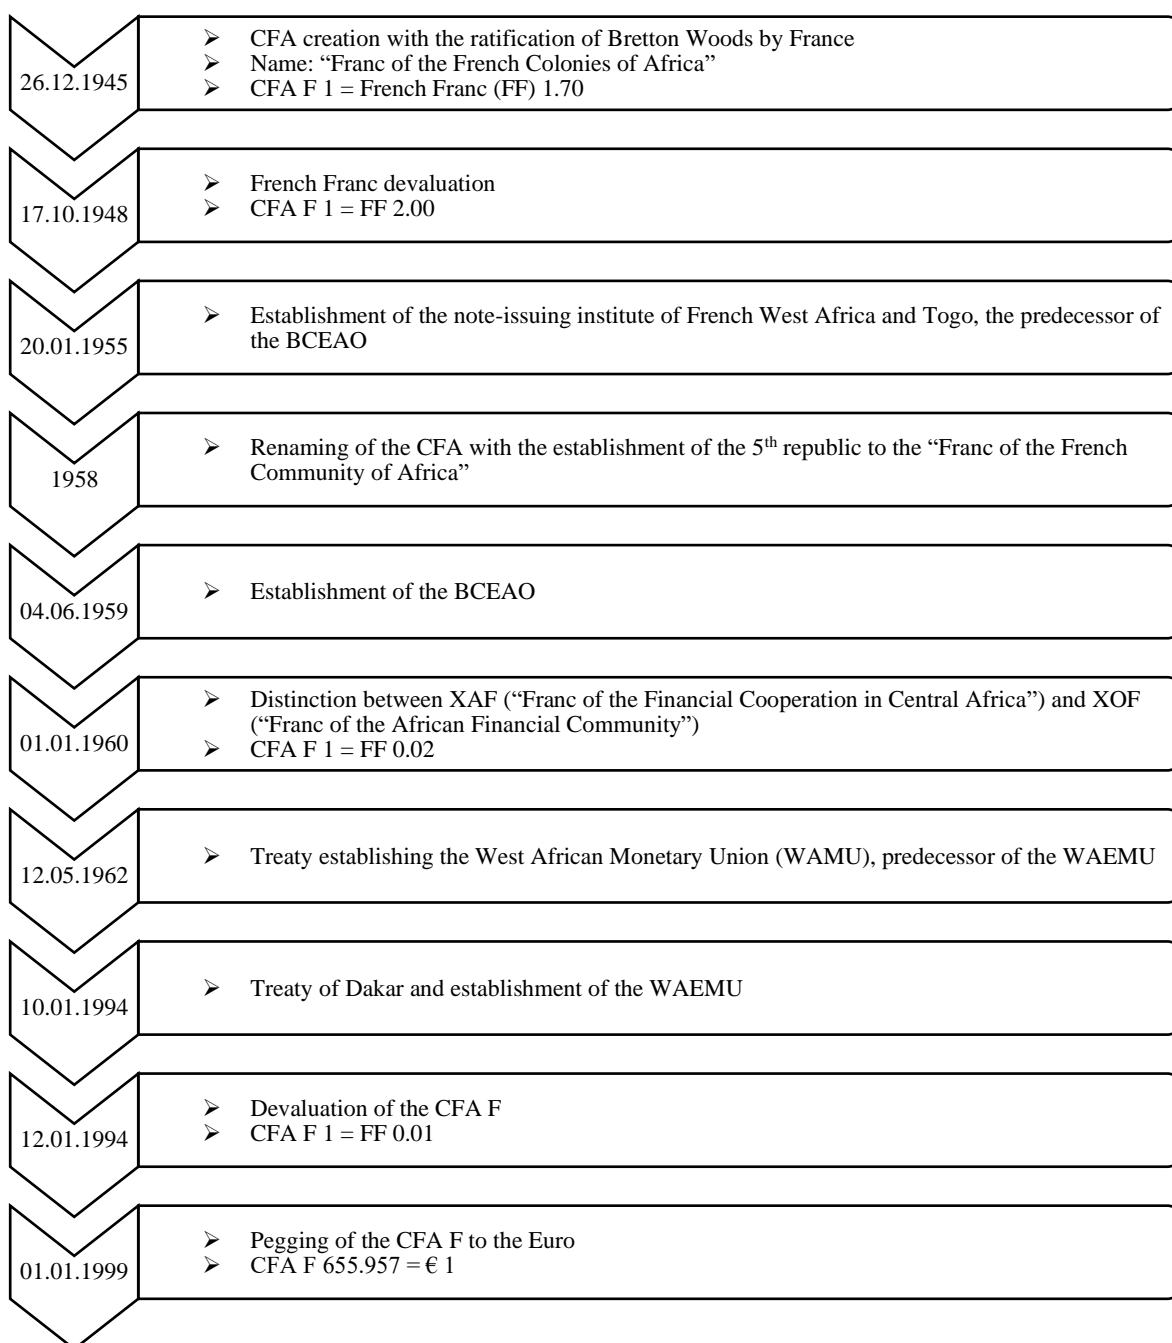 26.12.1945
➢ CFA creation with the ratification of Bretton Woods by France
➢ Name: “Franc of the French Colonies of Africa”
➢ CFA F 1 = French Franc (FF) 1.70
17.10.1948
➢ French Franc devaluation
➢ CFA F 1 = FF 2.00
20.01.1955
➢ Establishment of the note-issuing institute of French West Africa and Togo, the predecessor of
the BCEAO
1958
➢ Renaming of the CFA with the establishment of the 5th republic to the “Franc of the French
Community of Africa”
04.06.1959
➢ Establishment of the BCEAO
01.01.1960
➢ Distinction between XAF (“Franc of the Financial Cooperation in Central Africa”) and XOF
(“Franc of the African Financial Community”)
➢ CFA F 1 = FF 0.02
12.05.1962
➢ Treaty establishing the West African Monetary Union (WAMU), predecessor of the WAEMU
10.01.1994
➢ Treaty of Dakar and establishment of the WAEMU
12.01.1994
➢ Devaluation of the CFA F
➢ CFA F 1 = FF 0.01
01.01.1999
➢ Pegging of the CFA F to the Euro
➢ CFA F 655.957 = € 1